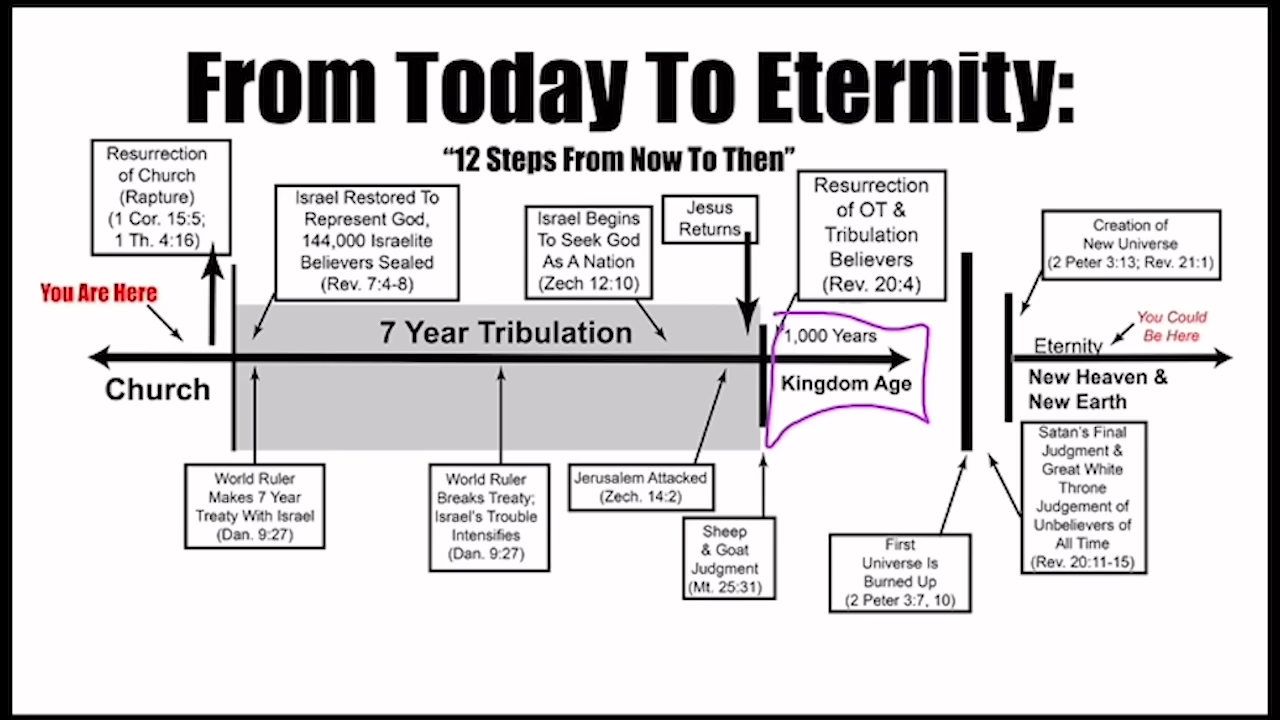 From Today To Eternity:
“12 Steps From Now To Then”
Resurrection
of Church
(Rapture)
(1 Cor. 15:5;
1 Th. 4:16)
Israel Restored To
Represent God,
144,000 Israelite
Believers Sealed
(Rev. 7:4-8)
Israel Begins
To Seek God
As A Nation
(Zech 12:10)
Jesus
Returns
Resurrection
of OT &
Tribulation
Believers
(Rev. 20:4)
Creation of
New Universe
(2 Peter 3:13; Rev. 21:1)
You Are Here
7 Year Tribulation
1,000 Years
You Could
Be Here
Eternity
Church
Kingdom Age
New Heaven &
New Earth
World Ruler
Makes 7 Year
Treaty With Israel
(Dan. 9:27)
World Ruler
Breaks Treaty;
Israel's Trouble
Intensifies
(Dan. 9:27)
Jerusalem Attacked
(Zech. 14:2)
Sheep
& Goat
Judgment
(Mt. 25:31)
First
Universe Is
Burned Up
(2 Peter 3:7, 10)
Satan's Final
Judgment &
Great White
Throne
Judgement of
Unbelievers of
All Time
(Rev. 20:11-15)